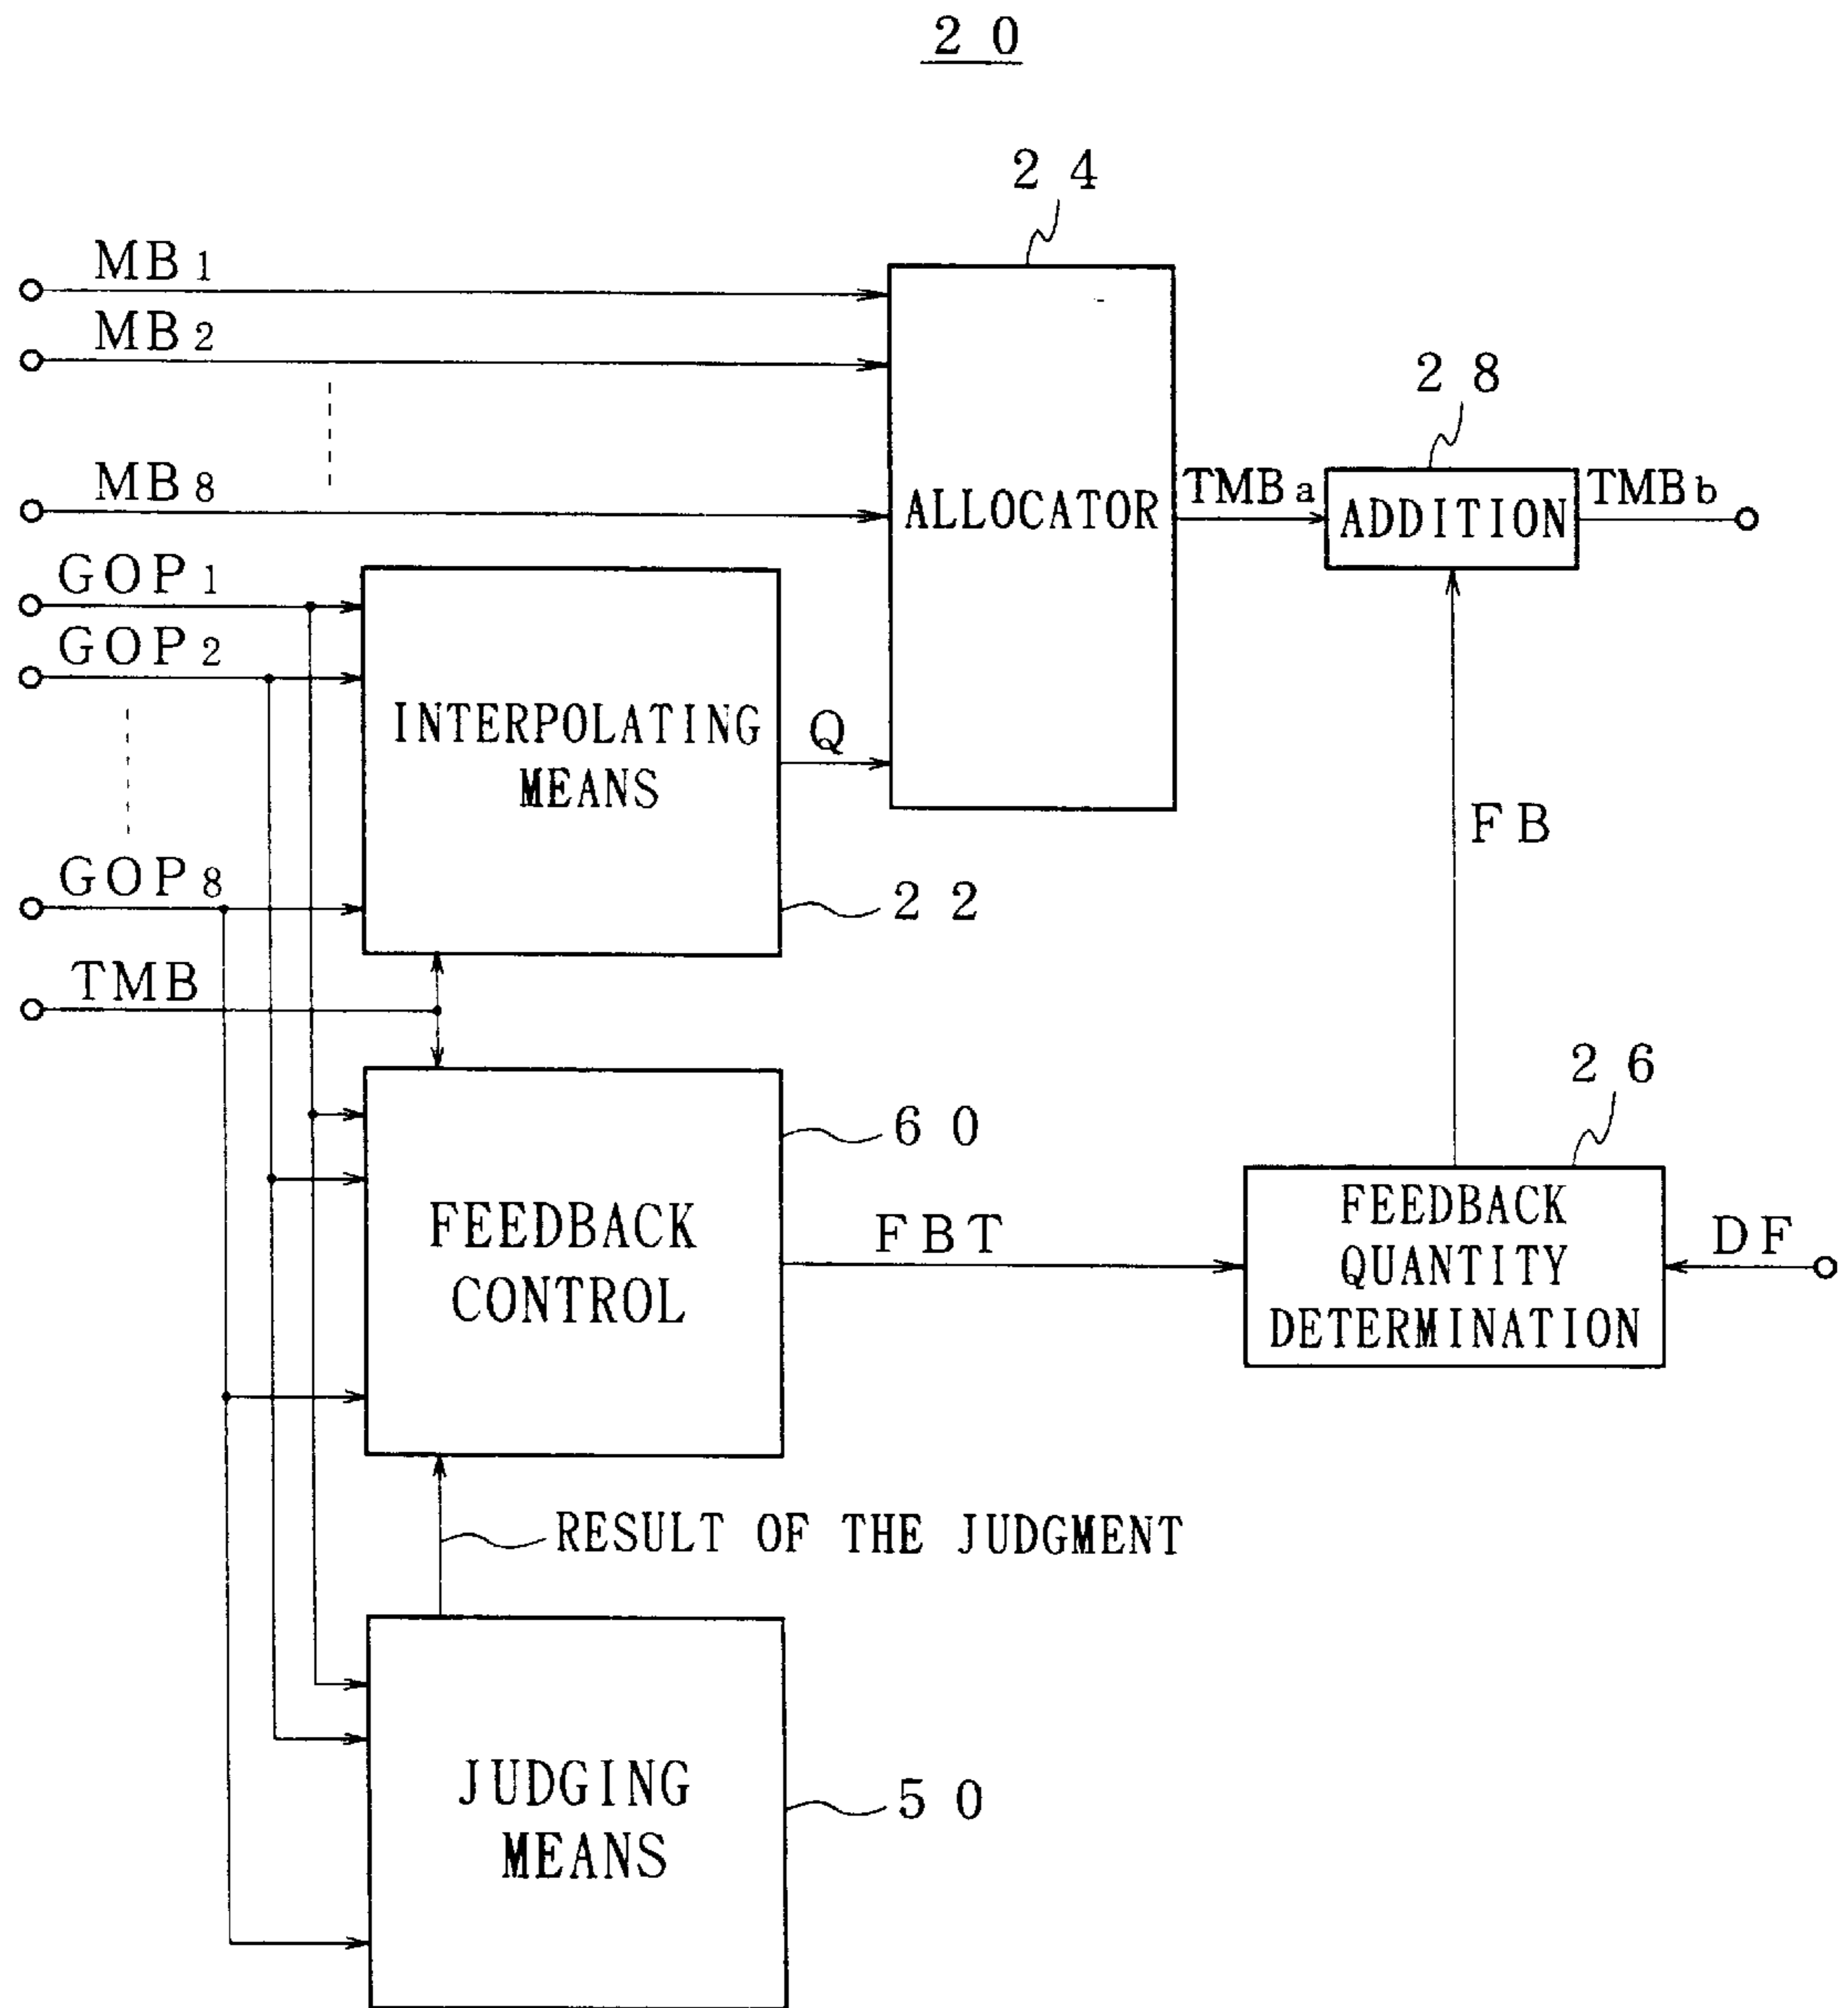 20
24
MB1
MB2
28
MB8
ALLOCATOR
TMBa
ADDITION
TMBb
GOP1
GOP2
INTERPOLATING
MEANS
Q
FB
GOP8
22
TMB
26
60
FEEDBACK
CONTROL
FBT
FEEDBACK
QUANTITY
DETERMINATION
DF
RESULT OF THE JUDGMENT
JUDGING
MEANS
50